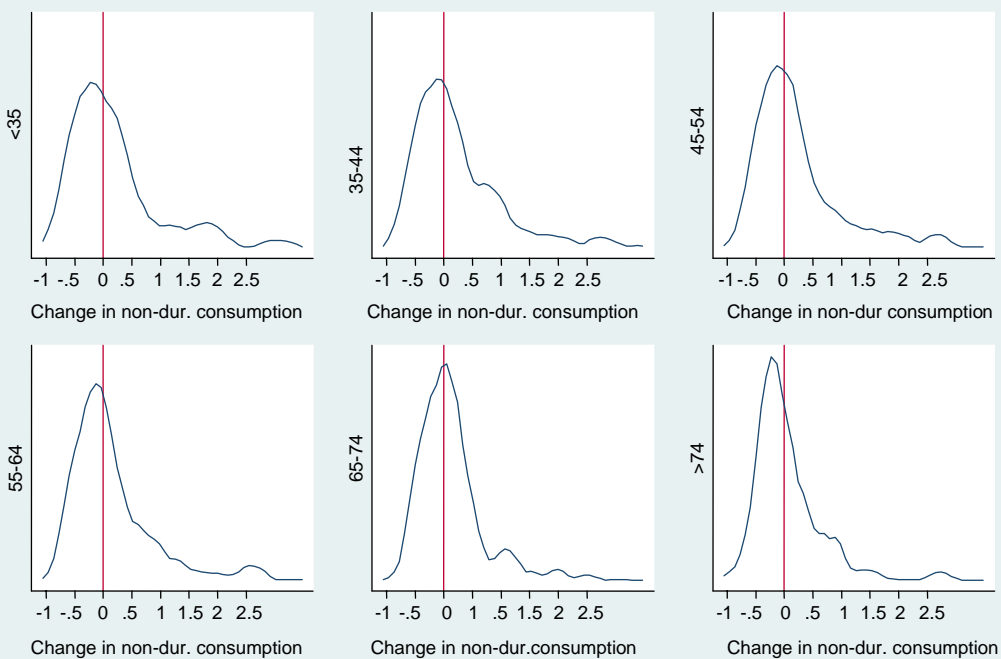 <35
-1 -.5 0 .5 1 1.5 2 2.5
Change in non-dur. consumption
35-44
-1 -.5 0 .5 1 1.5 2 2.5
Change in non-dur. consumption
45-54
-1 -.5 0 .5 1 1.5 2 2.5
Change in non-dur consumption
55-64
-1 -.5 0 .5 1 1.5 2 2.5
Change in non-dur. consumption
65-74
-1 -.5 0 .5 1 1.5 2 2.5
Change in non-dur.consumption
>74
-1 -.5 0 .5 1 1.5 2 2.5
Change in non-dur. consumption